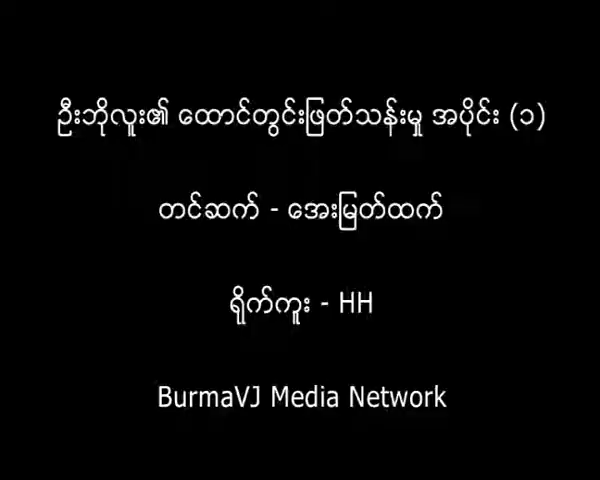 ဦးဘိုလူး၏ ထောင်တွင်းဖြတ်သန်းမှု အပိုင်း (၁)
တင်ဆက် - အေးမြတ်ထက်
ရိုက်ကူး - HH
BurmaVJ Media Network